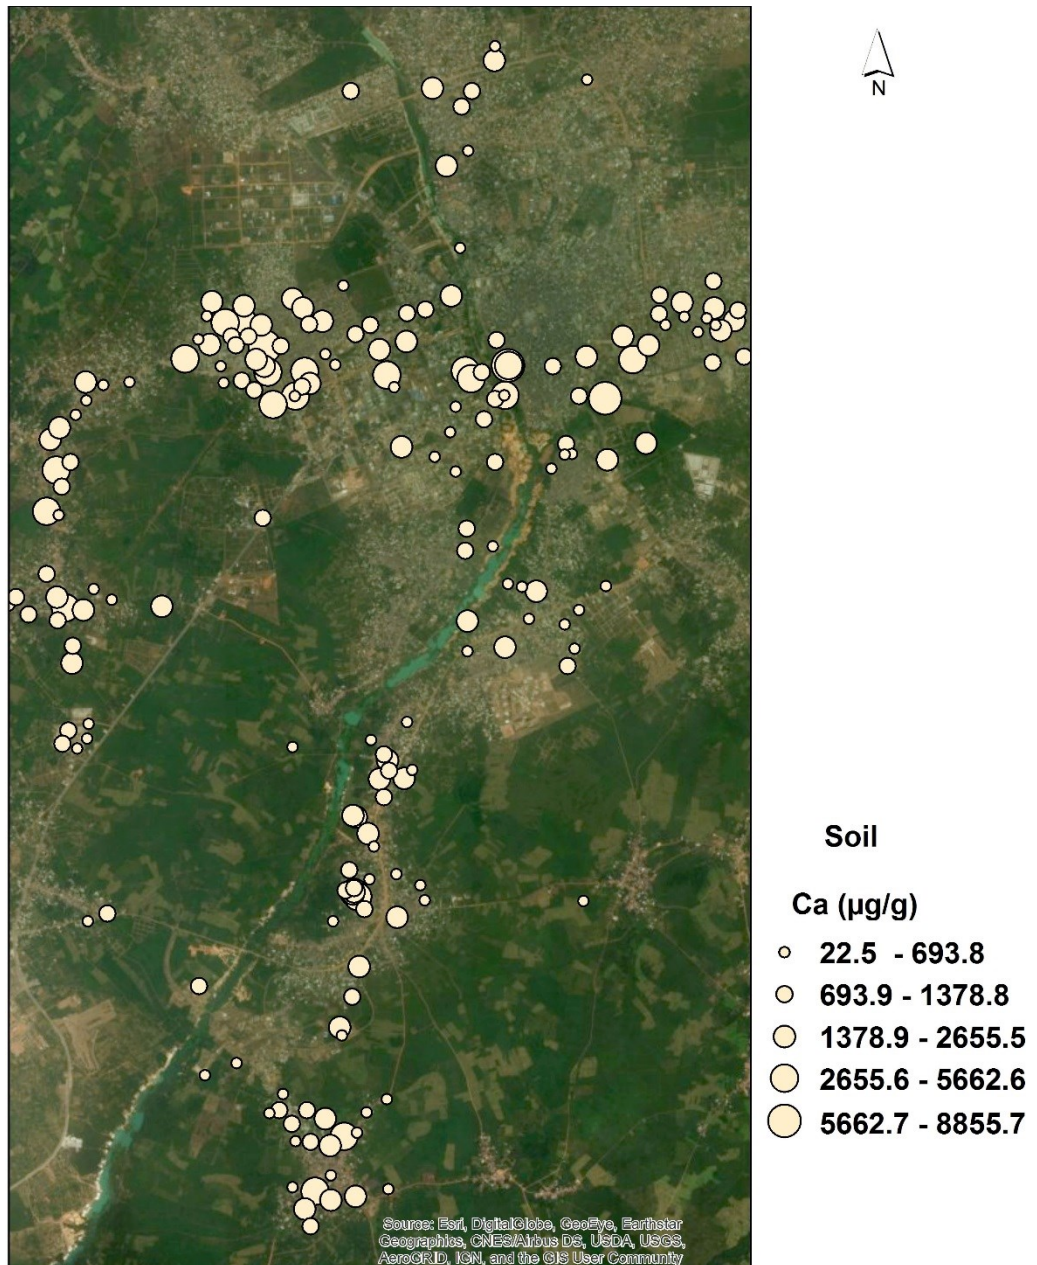 N
Soil
Ca (µg/g)
22.5 - 693.8
693.9 - 1378.8
1378.9 - 2655.5
2655.6 - 5662.6
5662.7 - 8855.7
Source: Esri, DigitalGlobe, GeoEye, Earthstar
Geographics, CNES/Airbus DS, USDA, USGS,
AeroGRID, IGN, and the GIS User Community